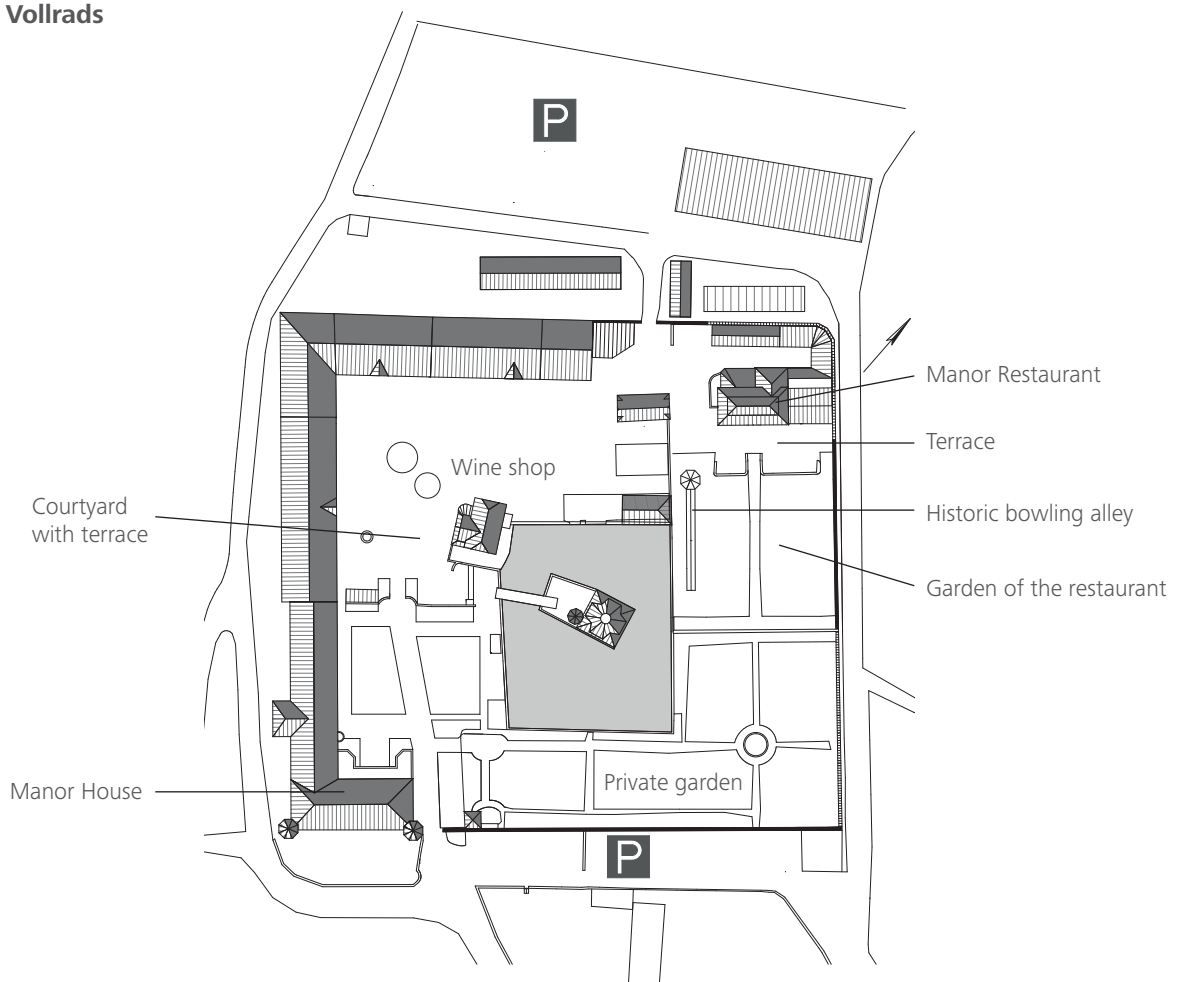 Vollrads
P
Manor Restaurant
Terrace
Wine shop
Courtyard
with terrace
Historic bowling alley
Garden of the restaurant
Private garden
Manor House
P